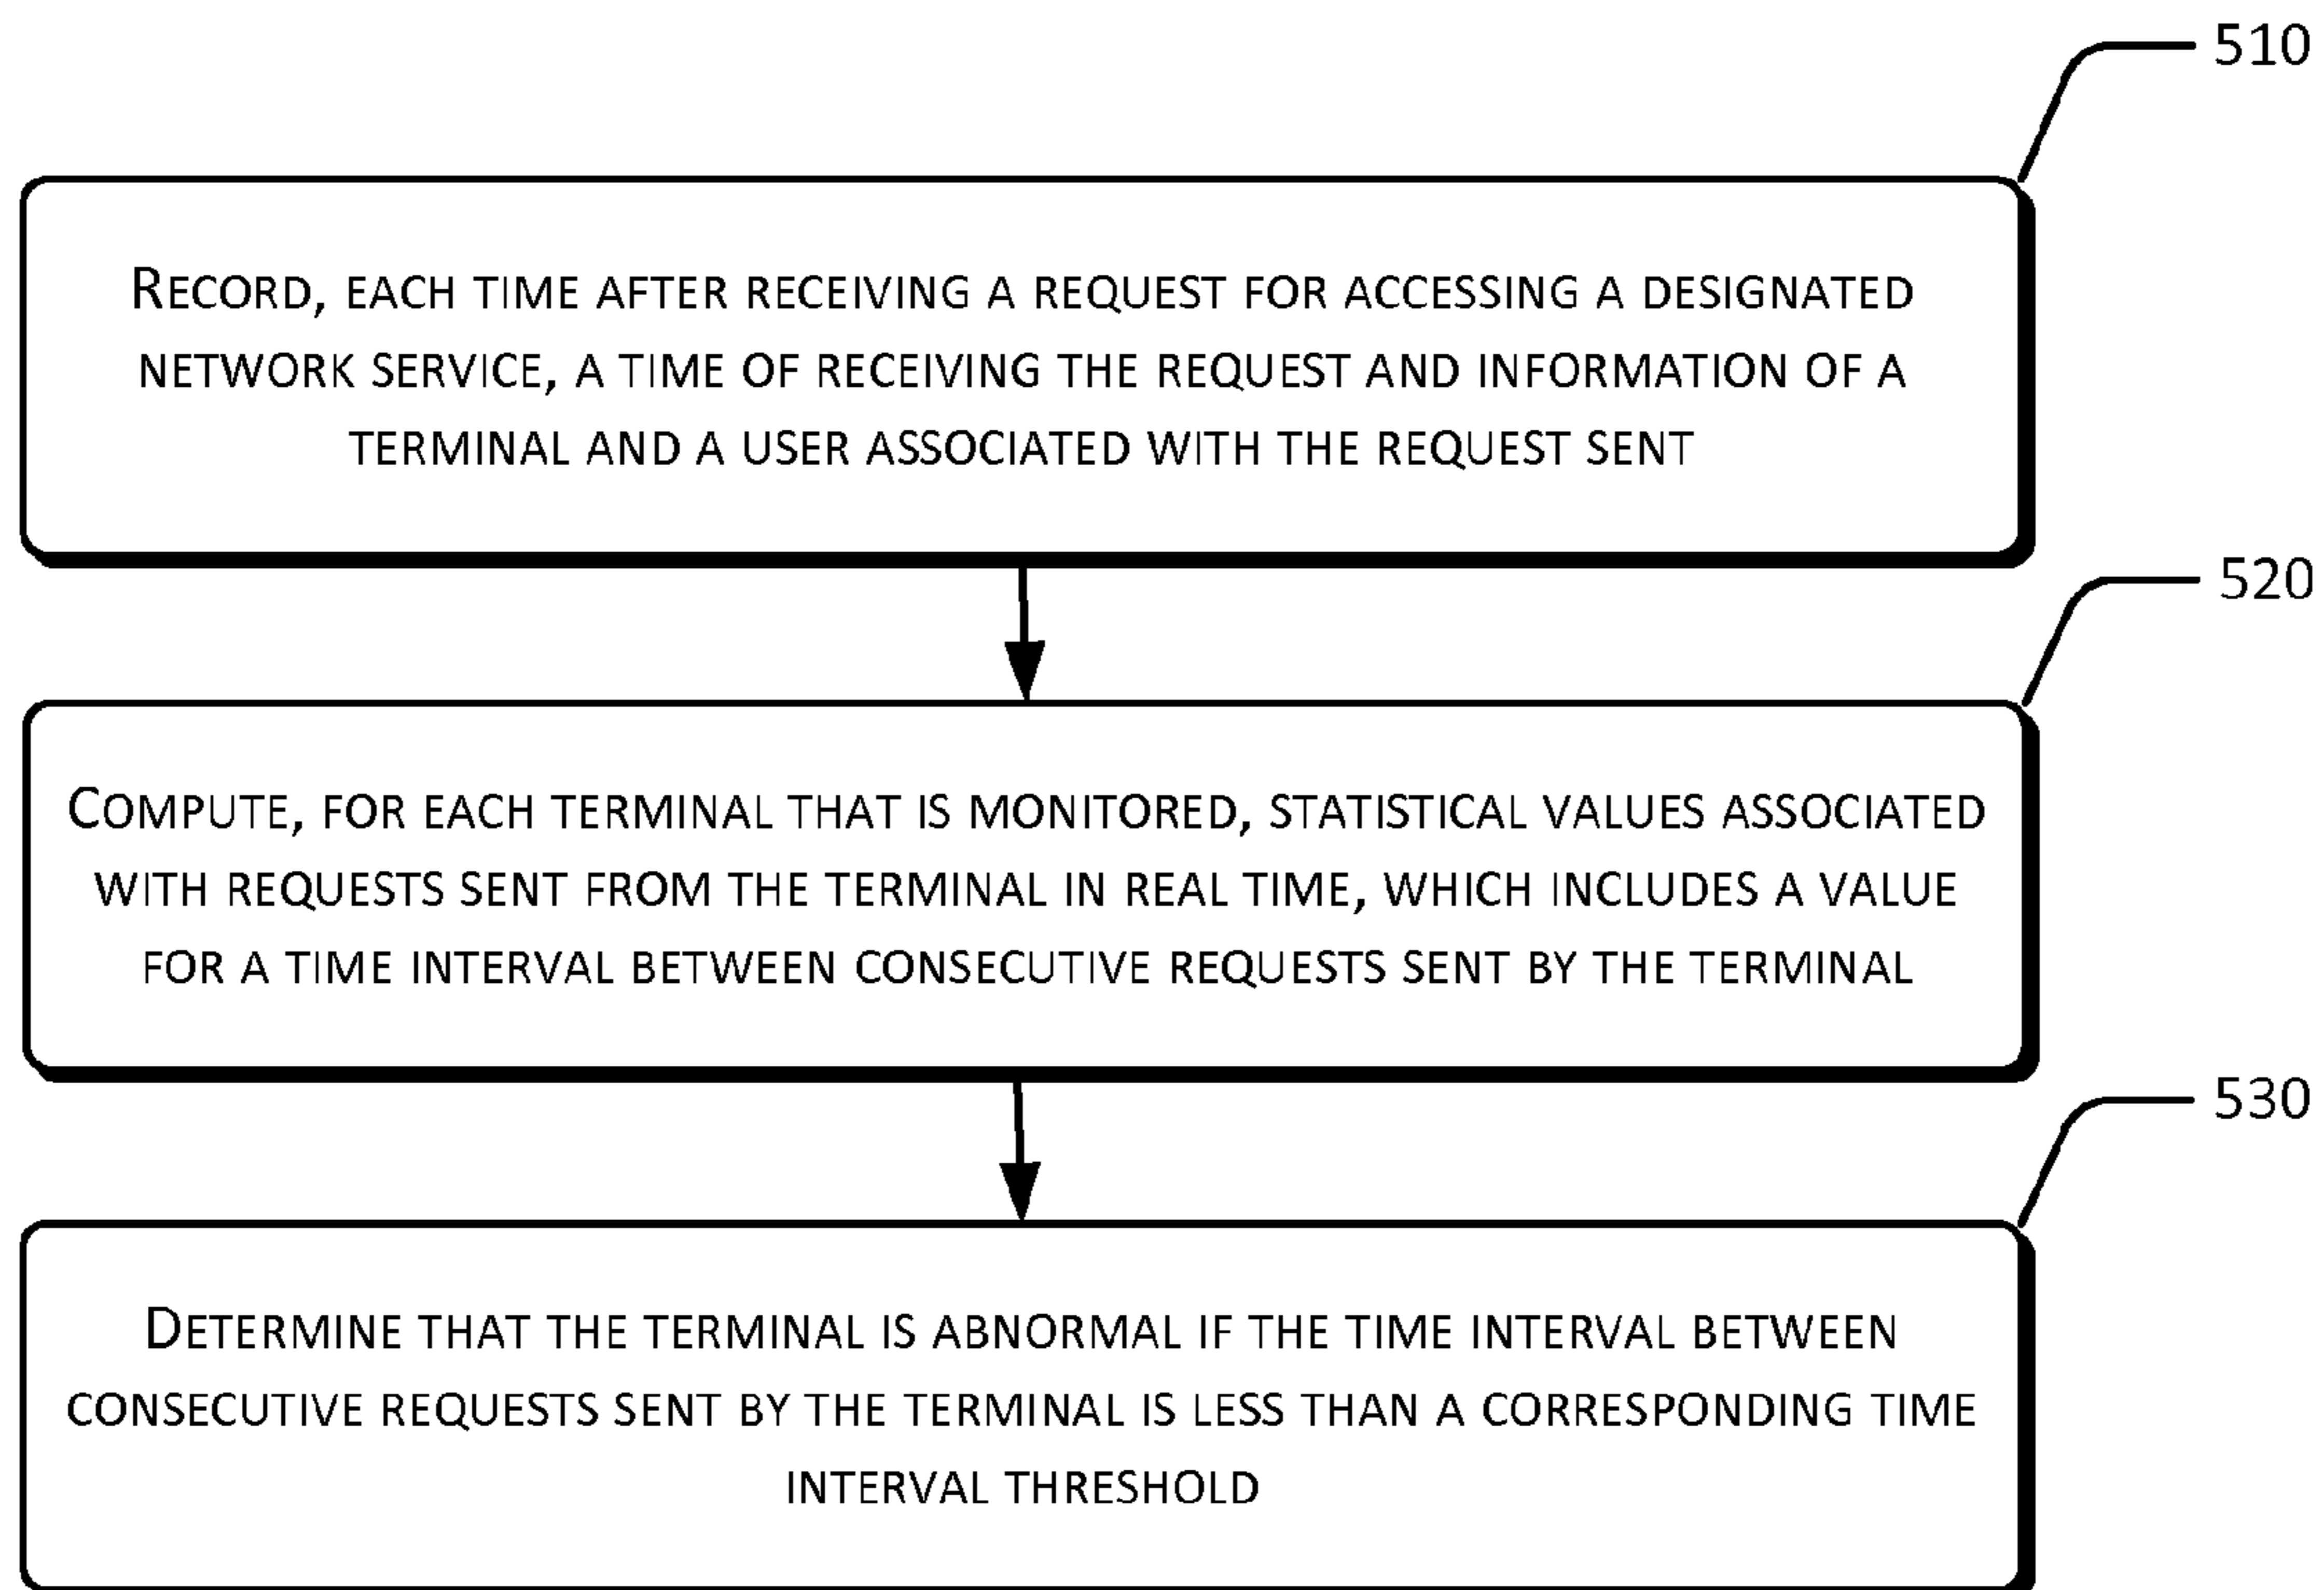 510
RECORD, EACH TIME AFTER RECEIVING A REQUEST FOR ACCESSING A DESIGNATED
NETWORK SERVICE, A TIME OF RECEIVING THE REQUEST AND INFORMATION OF A
TERMINAL AND A USER ASSOCIATED WITH THE REQUEST SENT
520
COMPUTE, FOR EACH TERMINAL THAT IS MONITORED, STATISTICAL VALUES ASSOCIATED
WITH REQUESTS SENT FROM THE TERMINAL IN REAL TIME, WHICH INCLUDES A VALUE
FOR A TIME INTERVAL BETWEEN CONSECUTIVE REQUESTS SENT BY THE TERMINAL
530
DETERMINE THAT THE TERMINAL IS ABNORMAL IF THE TIME INTERVAL BETWEEN
CONSECUTIVE REQUESTS SENT BY THE TERMINAL IS LESS THAN A CORRESPONDING TIME
INTERVAL THRESHOLD